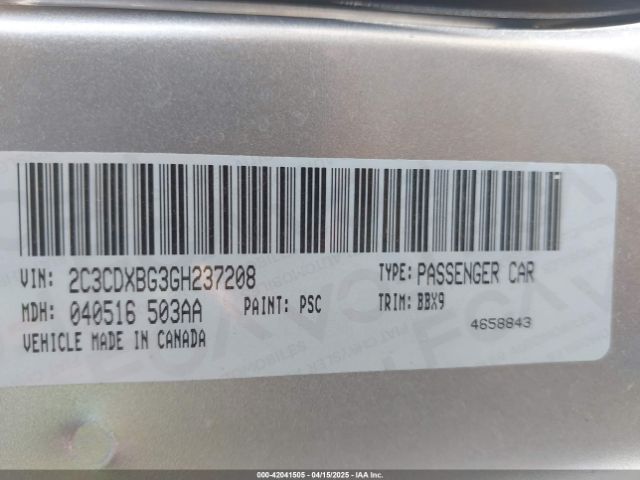 VIN: 2C3CDXBG3GH237208 TYPE: PASSENGER CAR
MDH: 040516 503AA PAINT: PSC TRIM: BBX9
VEHICLE MADE IN CANADA 4658843
000-42041505 - 04/15/2025 - IAA Inc.